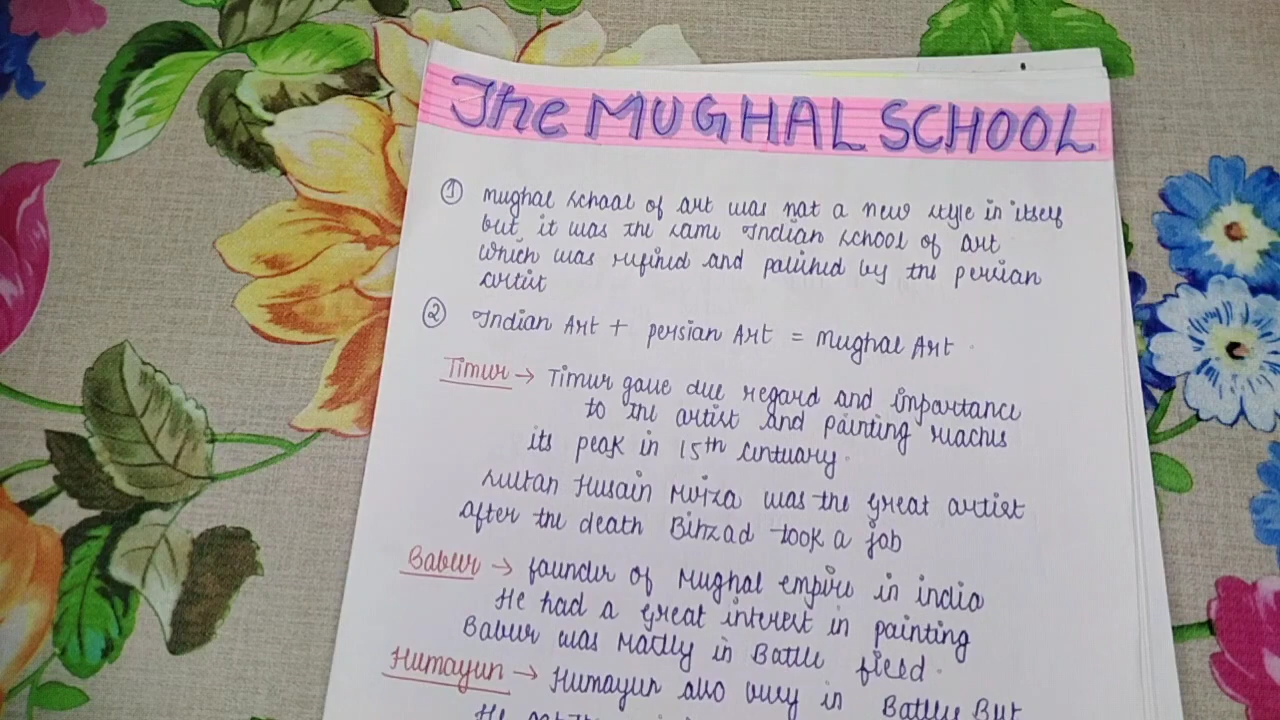 The MUGHAL SCHOOL
① Mughal school of art was not a new style in itself
but it was the same Indian school of art
which was refined and polished by the persian
artist
② Indian Art + persian Art = Mughal Art.
Timur → Timur gave due regard and importance
to the artist and painting reaches
its peak in 15th centuary.
Sultan Husain Mirza was the great artist
after the death Bihzad took a job
Babur → founder of Mughal empire in india
He had a great interest in painting
Babur was mostly in Battle field.
Humayun → Humayun also busy in Battles But
He